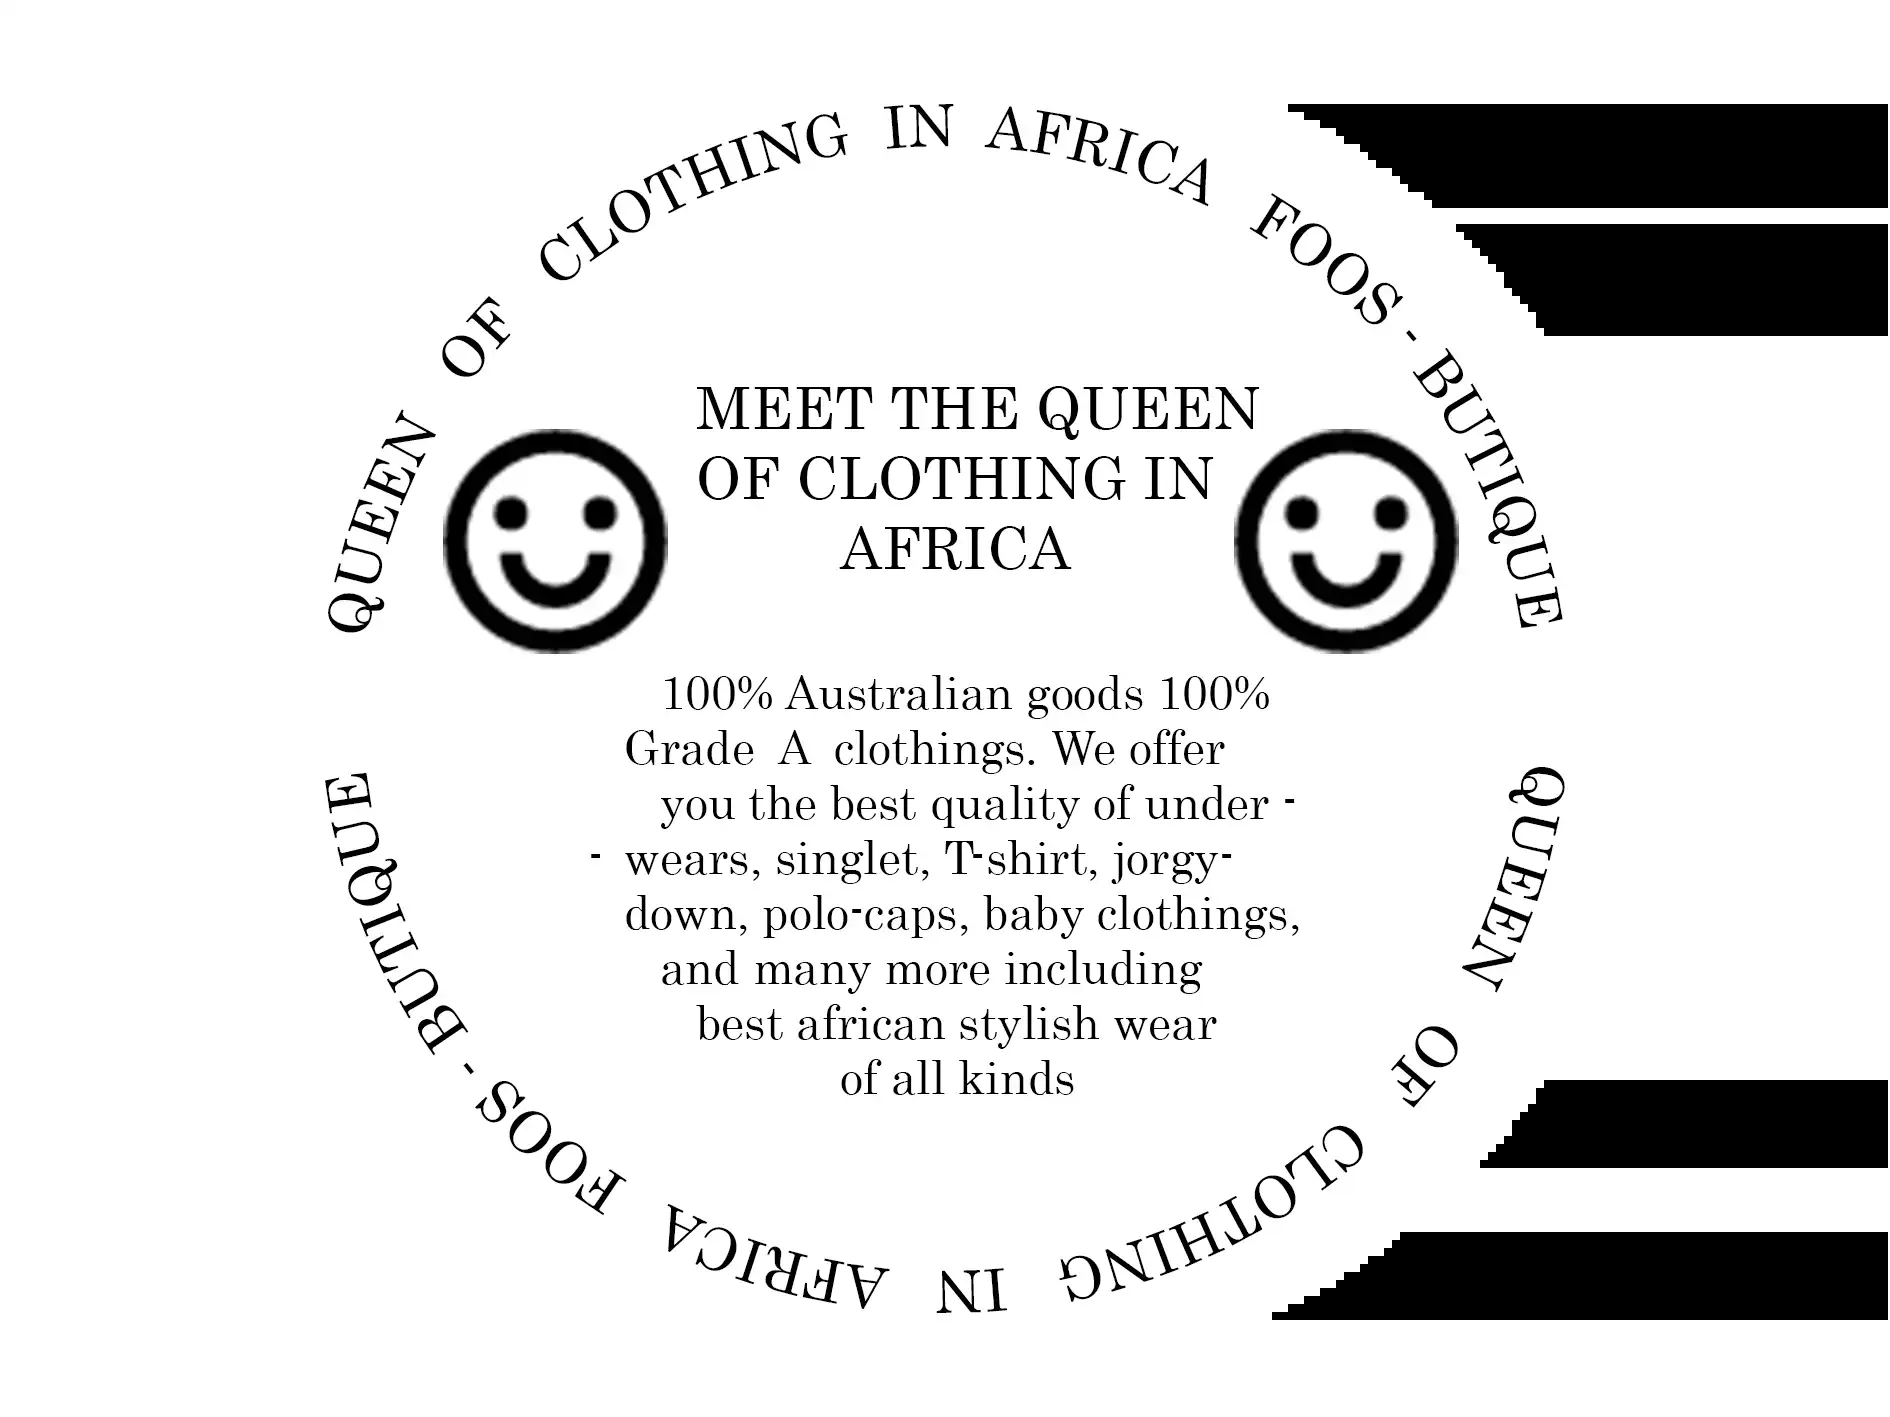 QUEEN OF CLOTHING IN AFRICA FOOS - BUTIQUE
MEET THE QUEEN
OF CLOTHING IN
AFRICA
100% Australian goods 100%
Grade A clothings. We offer
you the best quality of under -
- wears, singlet, T-shirt, jorgy-
down, polo-caps, baby clothings,
and many more including
best african stylish wear
of all kinds
QUEEN OF CLOTHING IN AFRICA FOOS - BUTIQUE